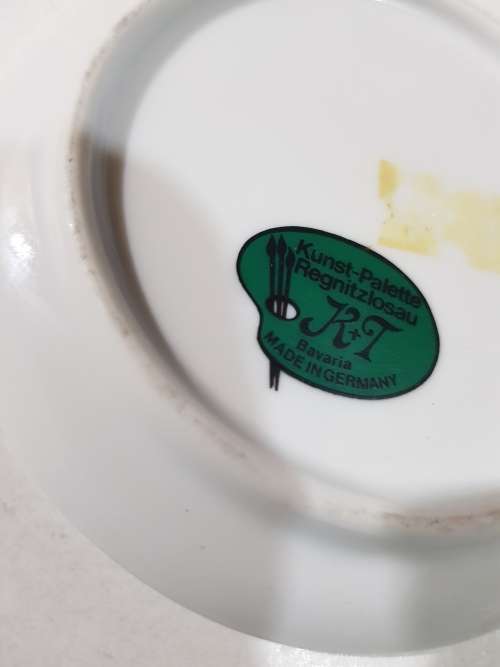 Kunst-Palette
Regnitzlosau
K+T
Bavaria
MADE IN GERMANY